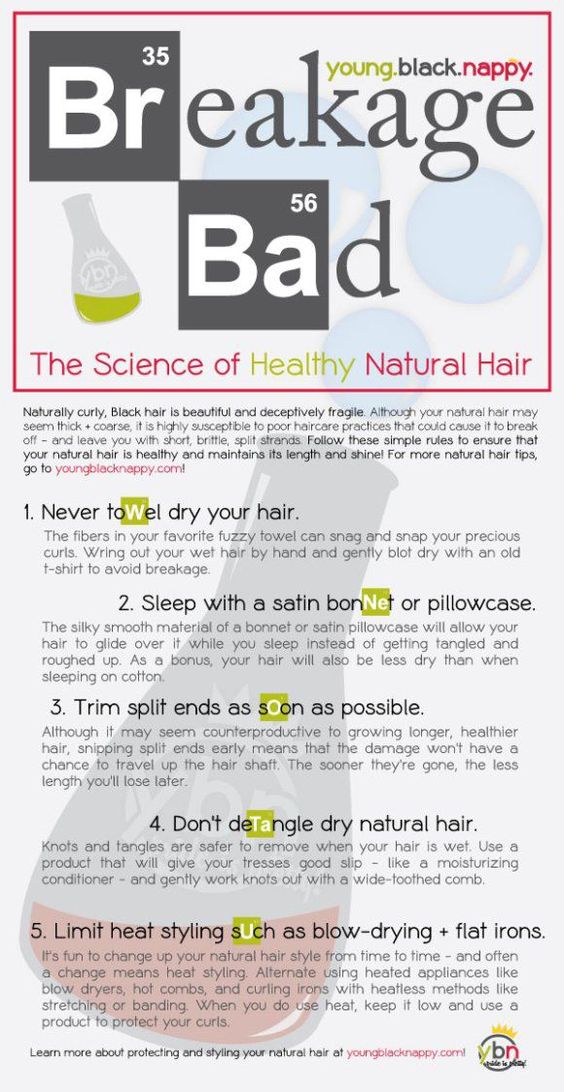 35
young.black.nappy.
Breakage
56
Bad
ybn
The Science of Healthy Natural Hair
Naturally curly, Black hair is beautiful and deceptively fragile. Although your natural hair may
seem thick + coarse, it is highly susceptible to poor haircare practices that could cause it to break
off - and leave you with short, brittle, split strands. Follow these simple rules to ensure that
your natural hair is healthy and maintains its length and shine! For more natural hair tips,
go to youngblacknappy.com!
1. Never toWel dry your hair.
The fibers in your favorite fuzzy towel can snag and snap your precious
curls. Wring out your wet hair by hand and gently blot dry with an old
t-shirt to avoid breakage.
2. Sleep with a satin bonNet or pillowcase.
The silky smooth material of a bonnet or satin pillowcase will allow your
hair to glide over it while you sleep instead of getting tangled and
roughed up. As a bonus, your hair will also be less dry than when
sleeping on cotton.
3. Trim split ends as sOon as possible.
Although it may seem counterproductive to growing longer, healthier
hair, snipping split ends early means that the damage won't have a
chance to travel up the hair shaft. The sooner they're gone, the less
length you'll lose later.
4. Don't deTangle dry natural hair.
Knots and tangles are safer to remove when your hair is wet. Use a
product that will give your tresses good slip - like a moisturizing
conditioner - and gently work knots out with a wide-toothed comb.
ybn
5. Limit heat styling sUch as blow-drying + flat irons.
It's fun to change up your natural hair style from time to time - and often
a change means heat styling. Alternate using heated appliances like
blow dryers, hot combs, and curling irons with heatless methods like
stretching or banding. When you do use heat, keep it low and use a
product to protect your curls.
Learn more about protecting and styling your natural hair at youngblacknappy.com!
ybn